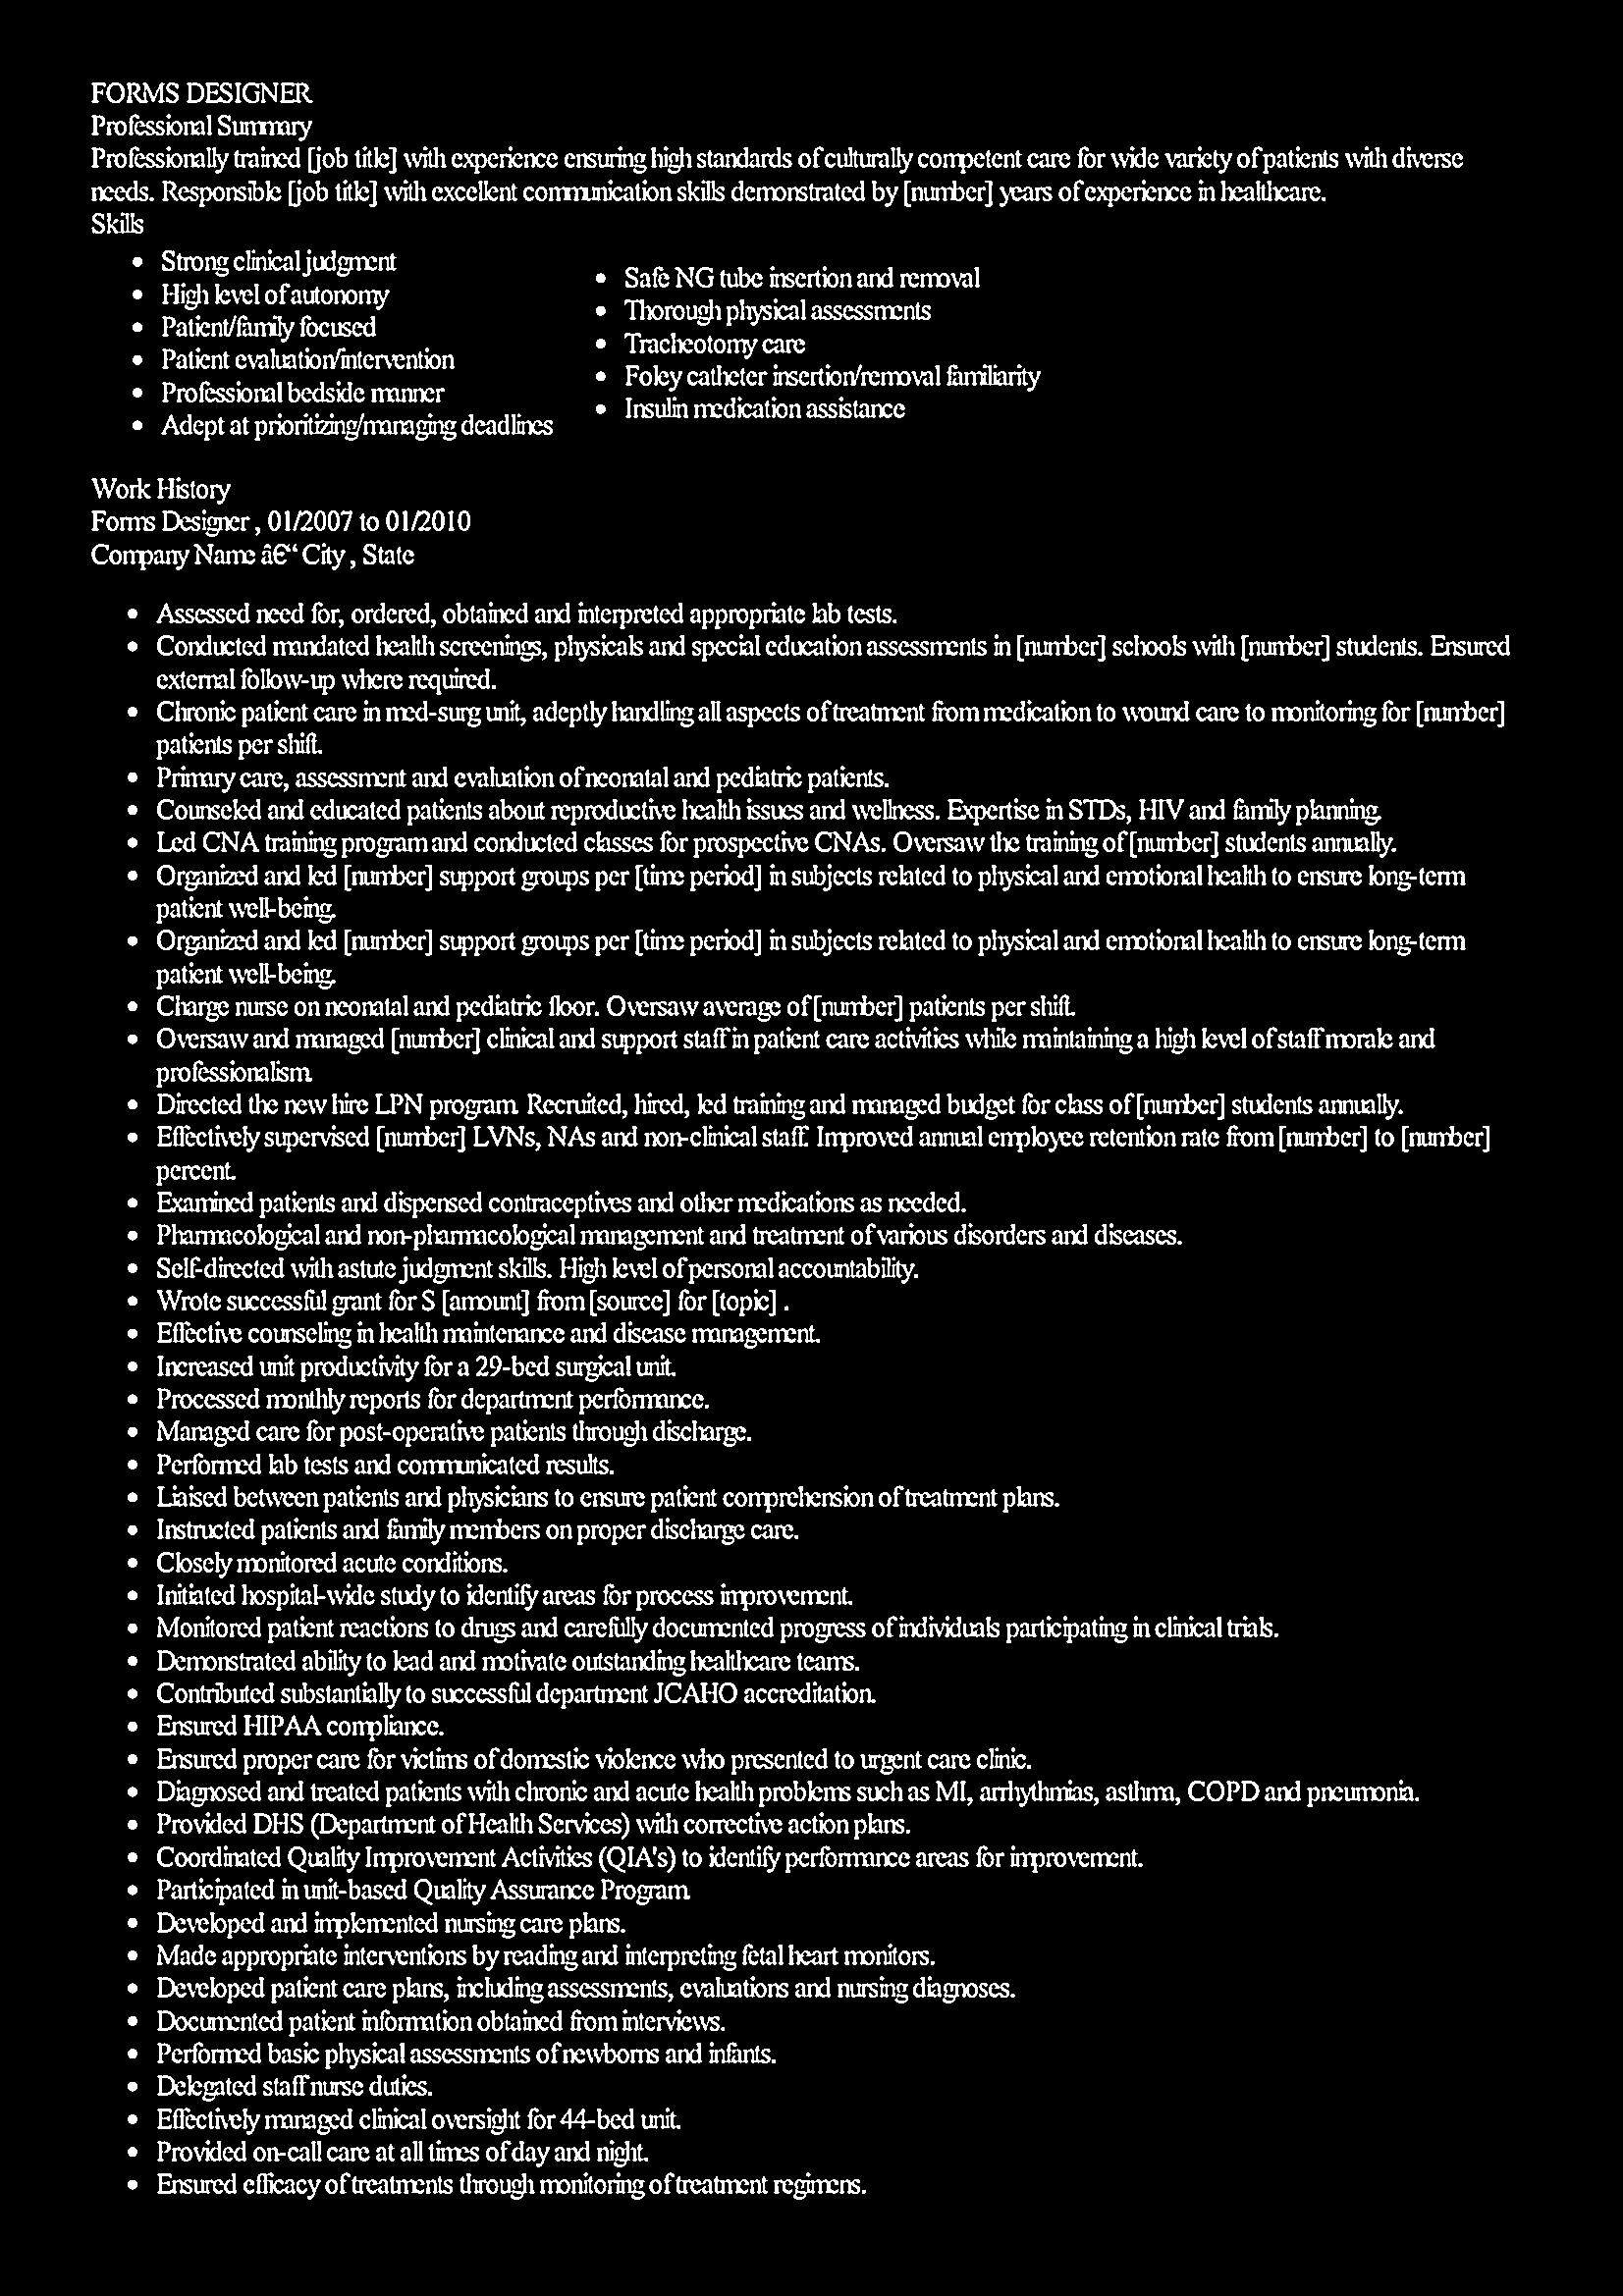 FORMS DESIGNER
Professional Summary
Professionally trained [job title] with experience ensuring high standards of culturally competent care for wide variety of patients with diverse
needs. Responsible [job title] with excellent communication skills demonstrated by [number] years of experience in healthcare.
Skills
• Strong clinical judgment
• High level of autonomy
• Patient/family focused
• Patient evaluation/intervention
• Professional bedside manner
• Adept at prioritizing/managing deadlines
• Safe NG tube insertion and removal
• Thorough physical assessments
• Tracheotomy care
• Foley catheter insertion/removal familiarity
• Insulin medication assistance
Work History
Forms Designer , 01/2007 to 01/2010
Company Name â€“ City , State
• Assessed need for, ordered, obtained and interpreted appropriate lab tests.
• Conducted mandated health screenings, physicals and special education assessments in [number] schools with [number] students. Ensured
external follow-up where required.
• Chronic patient care in med-surg unit, adeptly handling all aspects of treatment from medication to wound care to monitoring for [number]
patients per shift.
• Primary care, assessment and evaluation of neonatal and pediatric patients.
• Counseled and educated patients about reproductive health issues and wellness. Expertise in STDs, HIV and family planning.
• Led CNA training program and conducted classes for prospective CNAs. Oversaw the training of [number] students annually.
• Organized and led [number] support groups per [time period] in subjects related to physical and emotional health to ensure long-term
patient well-being.
• Organized and led [number] support groups per [time period] in subjects related to physical and emotional health to ensure long-term
patient well-being.
• Charge nurse on neonatal and pediatric floor. Oversaw average of [number] patients per shift.
• Oversaw and managed [number] clinical and support staff in patient care activities while maintaining a high level of staff morale and
professionalism.
• Directed the new hire LPN program. Recruited, hired, led training and managed budget for class of [number] students annually.
• Effectively supervised [number] LVNs, NAs and non-clinical staff. Improved annual employee retention rate from [number] to [number]
percent.
• Examined patients and dispensed contraceptives and other medications as needed.
• Pharmacological and non-pharmacological management and treatment of various disorders and diseases.
• Self-directed with astute judgment skills. High level of personal accountability.
• Wrote successful grant for $ [amount] from [source] for [topic] .
• Effective counseling in health maintenance and disease management.
• Increased unit productivity for a 29-bed surgical unit.
• Processed monthly reports for department performance.
• Managed care for post-operative patients through discharge.
• Performed lab tests and communicated results.
• Liaised between patients and physicians to ensure patient comprehension of treatment plans.
• Instructed patients and family members on proper discharge care.
• Closely monitored acute conditions.
• Initiated hospital-wide study to identify areas for process improvement.
• Monitored patient reactions to drugs and carefully documented progress of individuals participating in clinical trials.
• Demonstrated ability to lead and motivate outstanding healthcare teams.
• Contributed substantially to successful department JCAHO accreditation.
• Ensured HIPAA compliance.
• Ensured proper care for victims of domestic violence who presented to urgent care clinic.
• Diagnosed and treated patients with chronic and acute health problems such as MI, arrhythmias, asthma, COPD and pneumonia.
• Provided DHS (Department of Health Services) with corrective action plans.
• Coordinated Quality Improvement Activities (QIA's) to identify performance areas for improvement.
• Participated in unit-based Quality Assurance Program.
• Developed and implemented nursing care plans.
• Made appropriate interventions by reading and interpreting fetal heart monitors.
• Developed patient care plans, including assessments, evaluations and nursing diagnoses.
• Documented patient information obtained from interviews.
• Performed basic physical assessments of newborns and infants.
• Delegated staff nurse duties.
• Effectively managed clinical oversight for 44-bed unit.
• Provided on-call care at all times of day and night.
• Ensured efficacy of treatments through monitoring of treatment regimens.